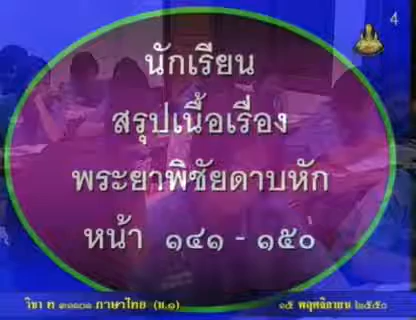 4
นักเรียน
สรุปเนื้อเรื่อง
พระยาพิชัยดาบหัก
หน้า ๑๔๑ - ๑๕๐
วิชา ท ๓๑๑๐๑ ภาษาไทย (ม.๑)
๑๕ พฤศจิกายน ๒๕๕๐